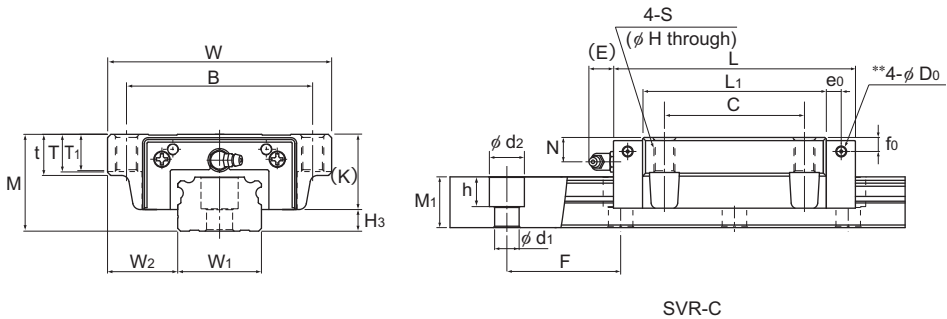 W
B
t
T
T1
M
(K)
H3
W2
W1
4-S
(φ H through)
(E)
L
L1
e0
**4-φ D0
C
N
f0
φ d2
h
M1
φ d1
F
SVR-C